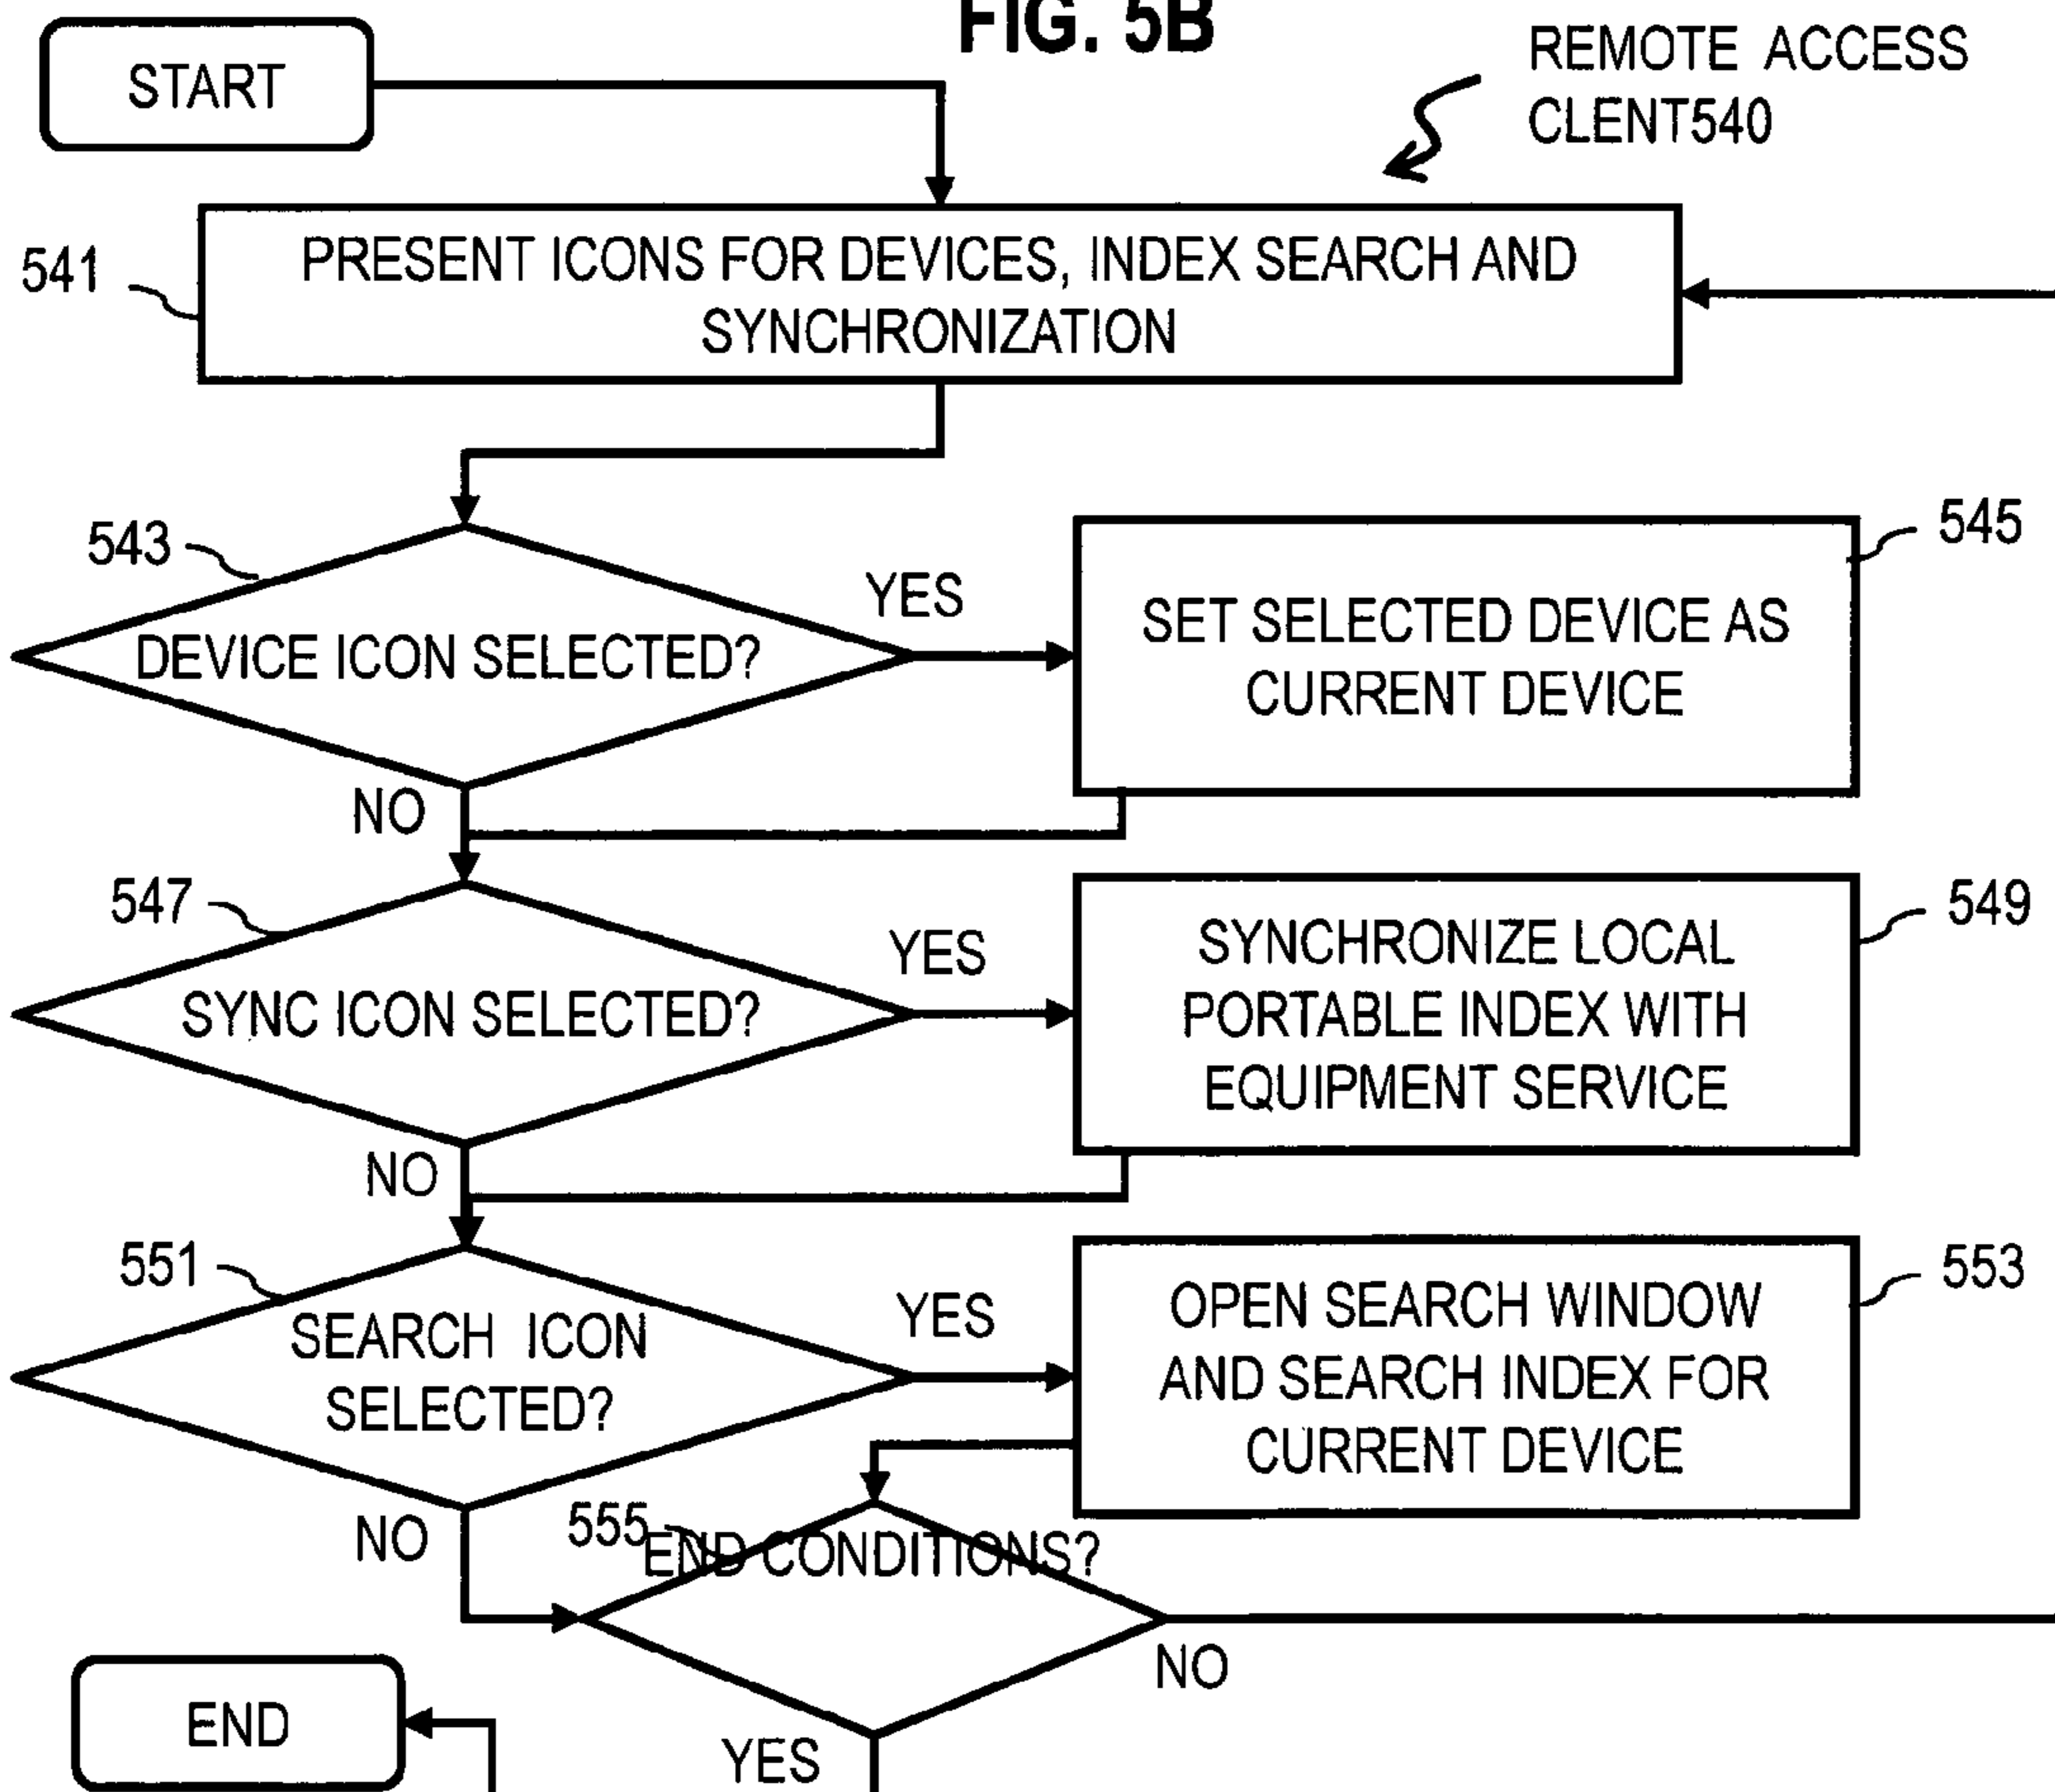 FIG. 5B
START
REMOTE ACCESS
CLENT540
541
PRESENT ICONS FOR DEVICES, INDEX SEARCH AND
SYNCHRONIZATION
543
DEVICE ICON SELECTED?
YES
NO
545
SET SELECTED DEVICE AS
CURRENT DEVICE
547
SYNC ICON SELECTED?
YES
NO
549
SYNCHRONIZE LOCAL
PORTABLE INDEX WITH
EQUIPMENT SERVICE
551
SEARCH ICON
SELECTED?
YES
NO
553
OPEN SEARCH WINDOW
AND SEARCH INDEX FOR
CURRENT DEVICE
555
END CONDITIONS?
NO
YES
END